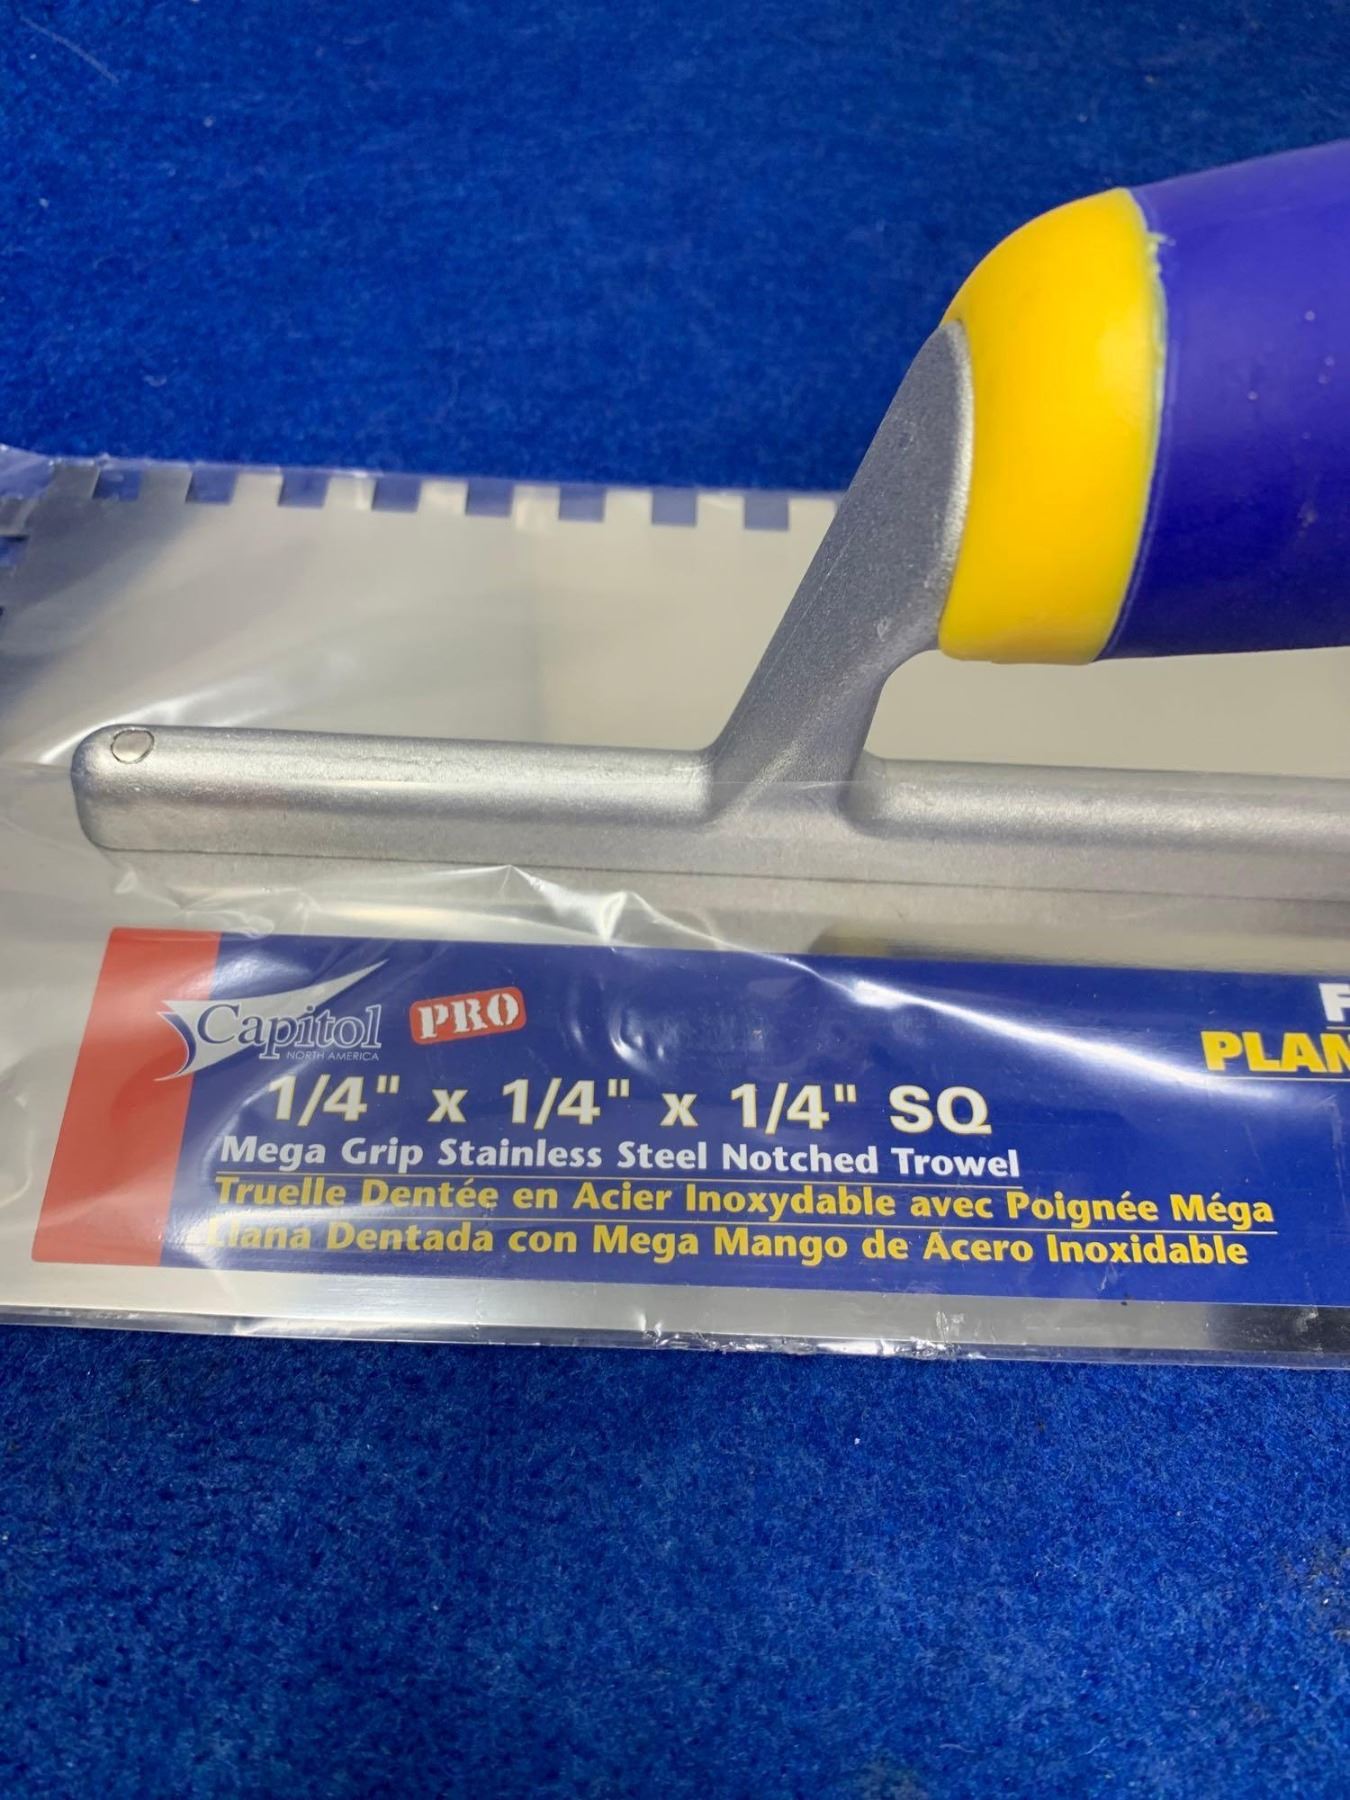 Capitol PRO
NORTH AMERICA
1/4" x 1/4" x 1/4" SQ
Mega Grip Stainless Steel Notched Trowel
Truelle Dentée en Acier Inoxydable avec Poignée Méga
Llana Dentada con Mega Mango de Acero Inoxidable